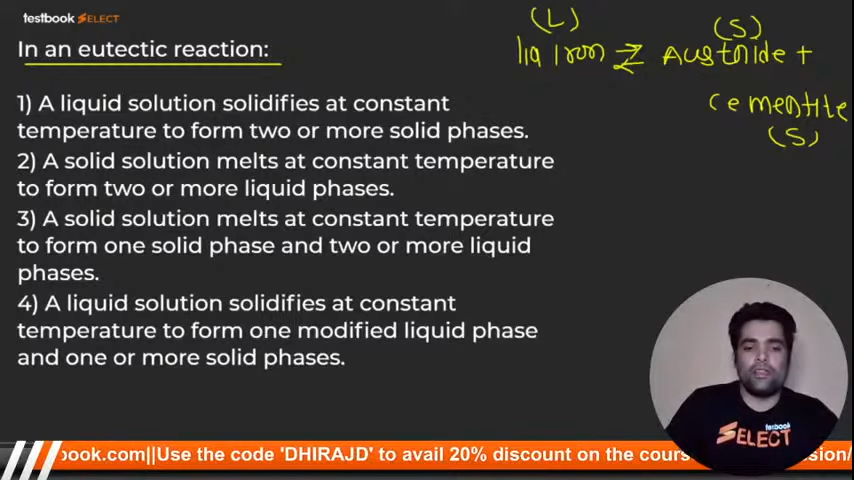 testbook SELECT
In an eutectic reaction:
1) A liquid solution solidifies at constant
temperature to form two or more solid phases.
2) A solid solution melts at constant temperature
to form two or more liquid phases.
3) A solid solution melts at constant temperature
to form one solid phase and two or more liquid
phases.
4) A liquid solution solidifies at constant
temperature to form one modified liquid phase
and one or more solid phases.
(L) (S)
liq iron ⇌ Austnide +
cementite
(S)
testbook
SELECT
book.com||Use the code 'DHIRAJD' to avail 20% discount on the cours sion/